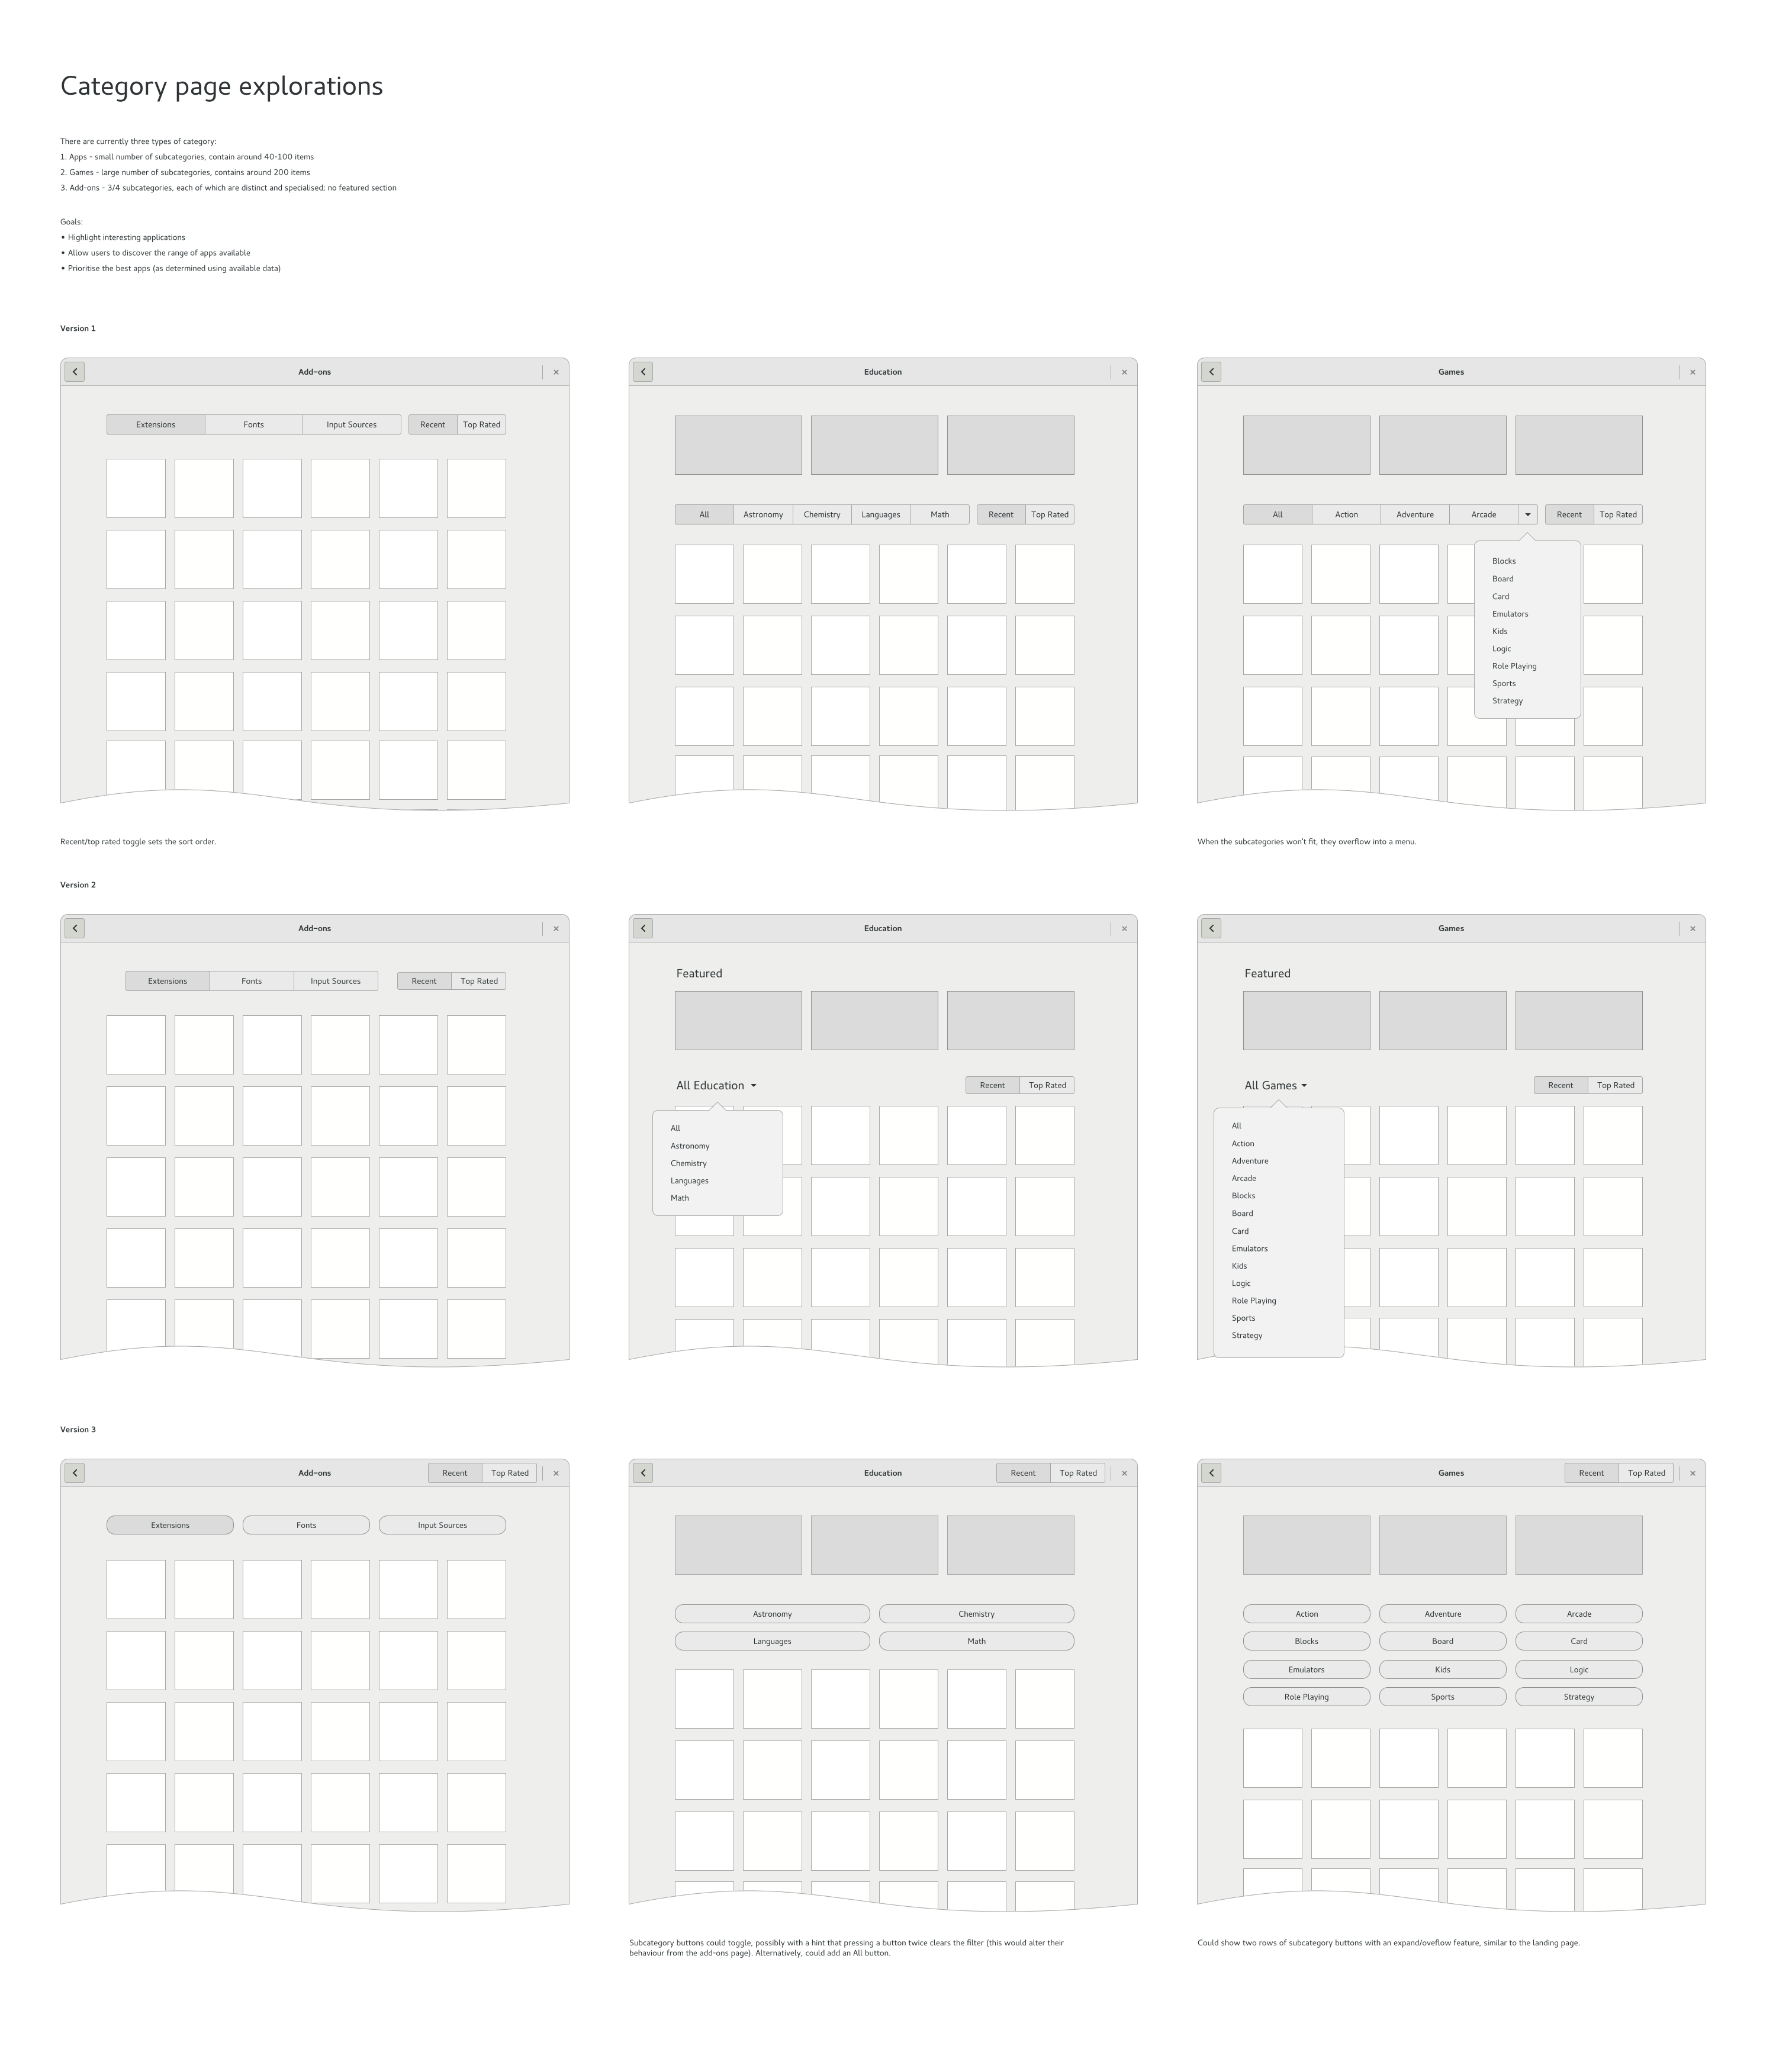 Category page explorations
There are currently three types of category:
1. Apps - small number of subcategories, contain around 40-100 items
2. Games - large number of subcategories, contains around 200 items
3. Add-ons - 3/4 subcategories, each of which are distinct and specialised; no featured section
Goals:
• Highlight interesting applications
• Allow users to discover the range of apps available
• Prioritise the best apps (as determined using available data)
Version 1
Add-ons
Extensions Fonts Input Sources Recent Top Rated
Education
All Astronomy Chemistry Languages Math Recent Top Rated
Games
All Action Adventure Arcade Recent Top Rated
Blocks
Board
Card
Emulators
Kids
Logic
Role Playing
Sports
Strategy
Recent/top rated toggle sets the sort order.
When the subcategories won't fit, they overflow into a menu.
Version 2
Add-ons
Extensions Fonts Input Sources Recent Top Rated
Education
Featured
All Education Recent Top Rated
All
Astronomy
Chemistry
Languages
Math
Games
Featured
All Games Recent Top Rated
All
Action
Adventure
Arcade
Blocks
Board
Card
Emulators
Kids
Logic
Role Playing
Sports
Strategy
Version 3
Add-ons Recent Top Rated
Extensions Fonts Input Sources
Education Recent Top Rated
Astronomy Chemistry
Languages Math
Games Recent Top Rated
Action Adventure Arcade
Blocks Board Card
Emulators Kids Logic
Role Playing Sports Strategy
Subcategory buttons could toggle, possibly with a hint that pressing a button twice clears the filter (this would alter their
behaviour from the add-ons page). Alternatively, could add an All button.
Could show two rows of subcategory buttons with an expand/oveflow feature, similar to the landing page.